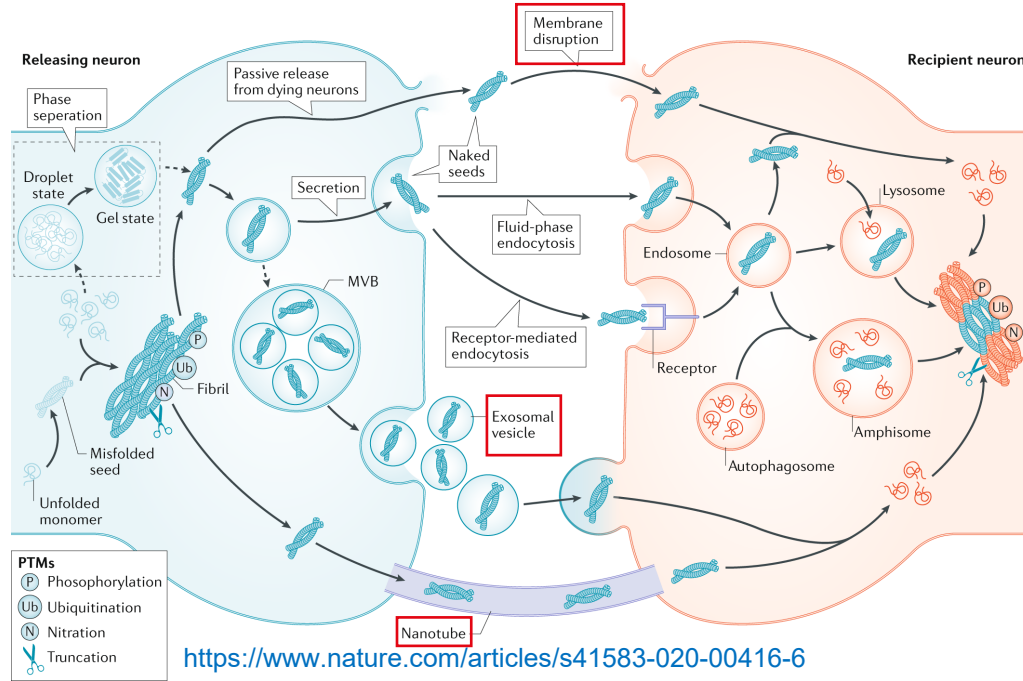 Membrane
disruption
Releasing neuron
Recipient neuron
Passive release
from dying neurons
Phase
seperation
Naked
seeds
Droplet
state
Gel state
Secretion
Lysosome
Fluid-phase
endocytosis
Endosome
MVB
P
Ub
N
Receptor-mediated
endocytosis
Receptor
P
Ub
N
Fibril
Exosomal
vesicle
Amphisome
Misfolded
seed
Autophagosome
Unfolded
monomer
PTMs
P Phosophorylation
Ub Ubiquitination
N Nitration
Truncation
Nanotube
https://www.nature.com/articles/s41583-020-00416-6